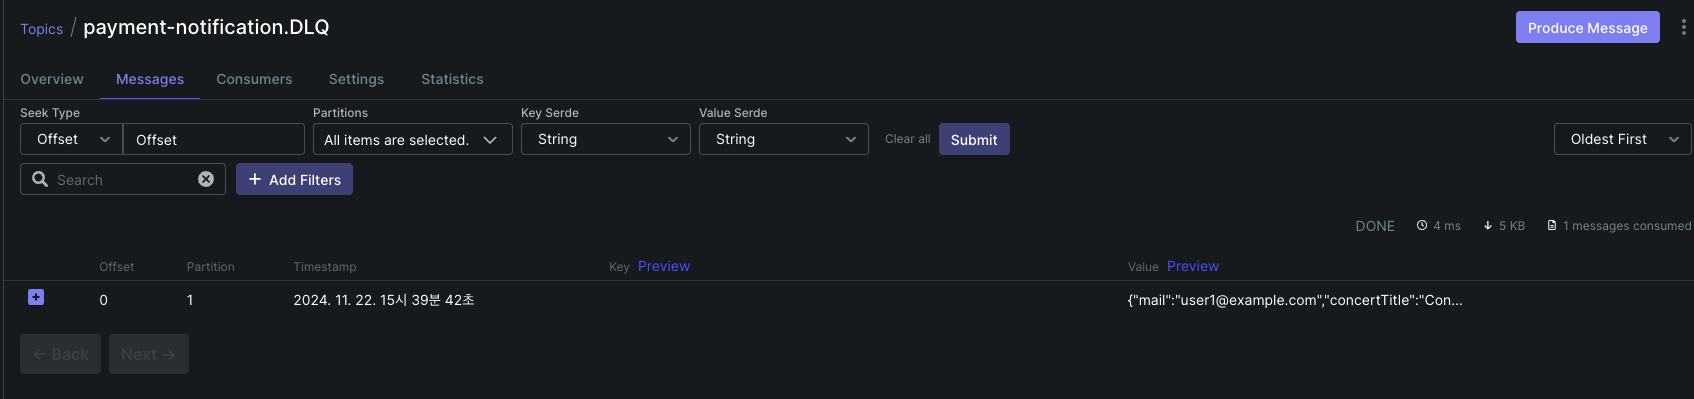 Topics / payment-notification.DLQ
Produce Message
Overview Messages Consumers Settings Statistics
Seek Type Partitions Key Serde Value Serde
Offset Offset All items are selected. String String Clear all Submit Oldest First
Search + Add Filters
DONE 4 ms 5 KB 1 messages consumed
Offset Partition Timestamp Key Preview Value Preview
0 1 2024. 11. 22. 15시 39분 42초 {"mail":"user1@example.com","concertTitle":"Con...
← Back Next →